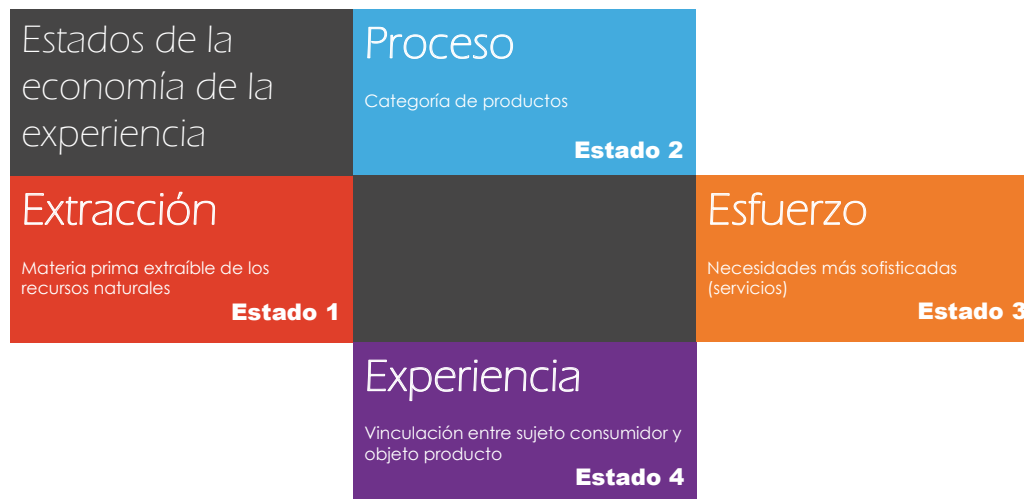 Estados de la
economía de la
experiencia
Proceso
Categoría de productos
Estado 2
Extracción
Materia prima extraíble de los
recursos naturales
Estado 1
Esfuerzo
Necesidades más sofisticadas
(servicios)
Estado 3
Experiencia
Vinculación entre sujeto consumidor y
objeto producto
Estado 4